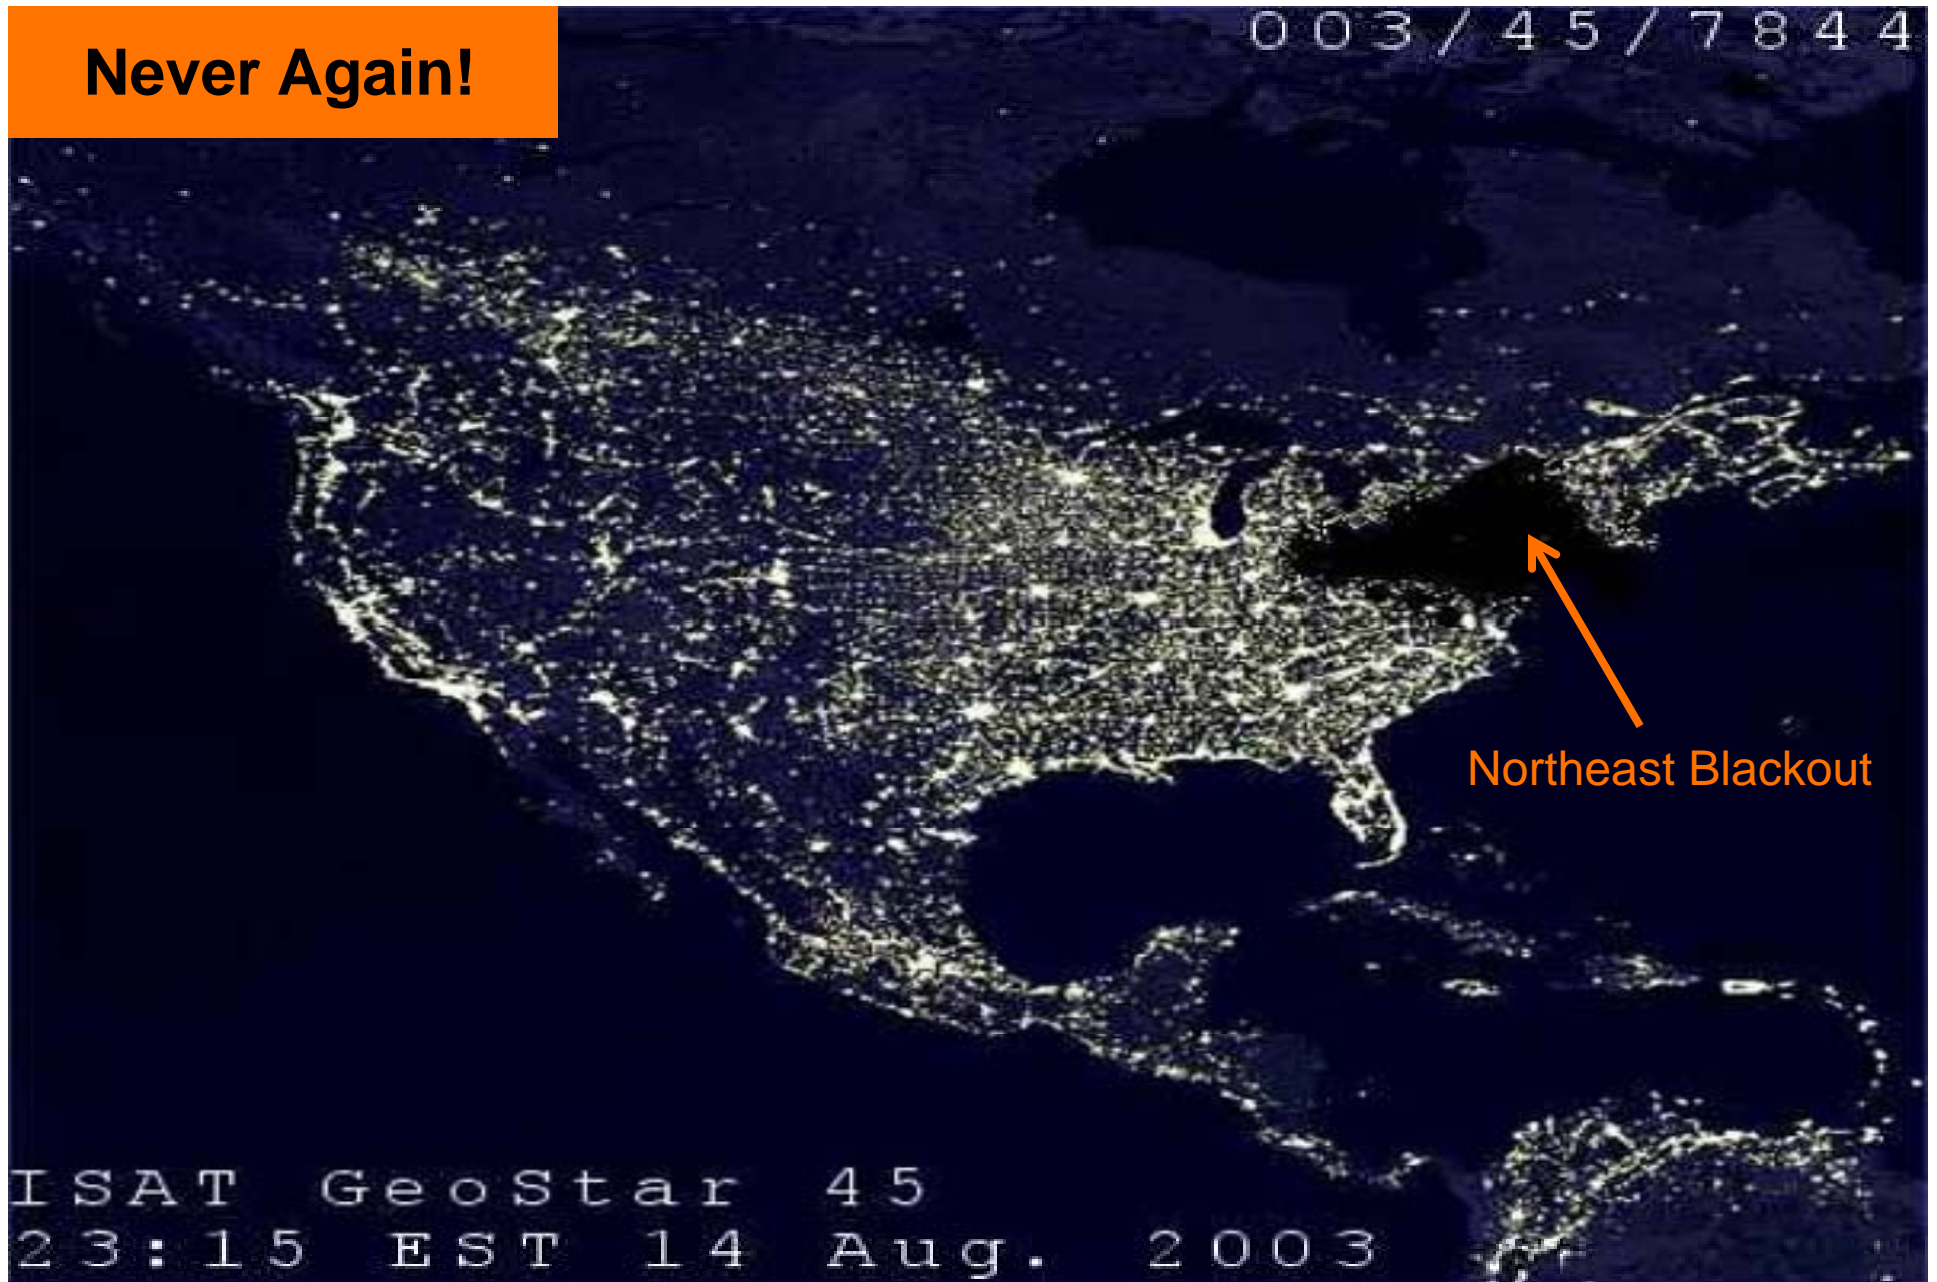 Never Again!
003/45/7844
Northeast Blackout
ISAT GeoStar 45
23:15 EST 14 Aug. 2003